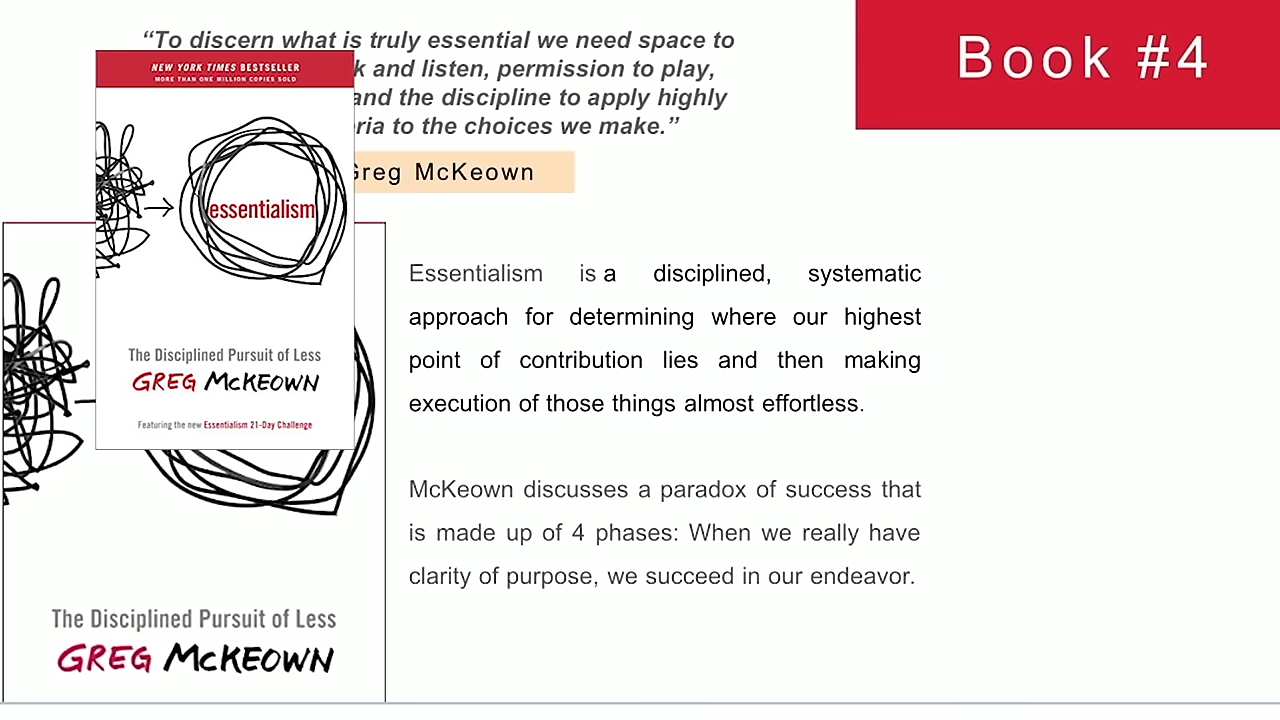 “To discern what is truly essential we need space to
k and listen, permission to play,
and the discipline to apply highly
eria to the choices we make.”
Greg McKeown
Book #4
NEW YORK TIMES BESTSELLER
MORE THAN ONE MILLION COPIES SOLD
essentialism
The Disciplined Pursuit of Less
GREG MCKEOWN
Featuring the new Essentialism 21-Day Challenge
Essentialism is a disciplined, systematic
approach for determining where our highest
point of contribution lies and then making
execution of those things almost effortless.
McKeown discusses a paradox of success that
is made up of 4 phases: When we really have
clarity of purpose, we succeed in our endeavor.
The Disciplined Pursuit of Less
GREG MCKEOWN